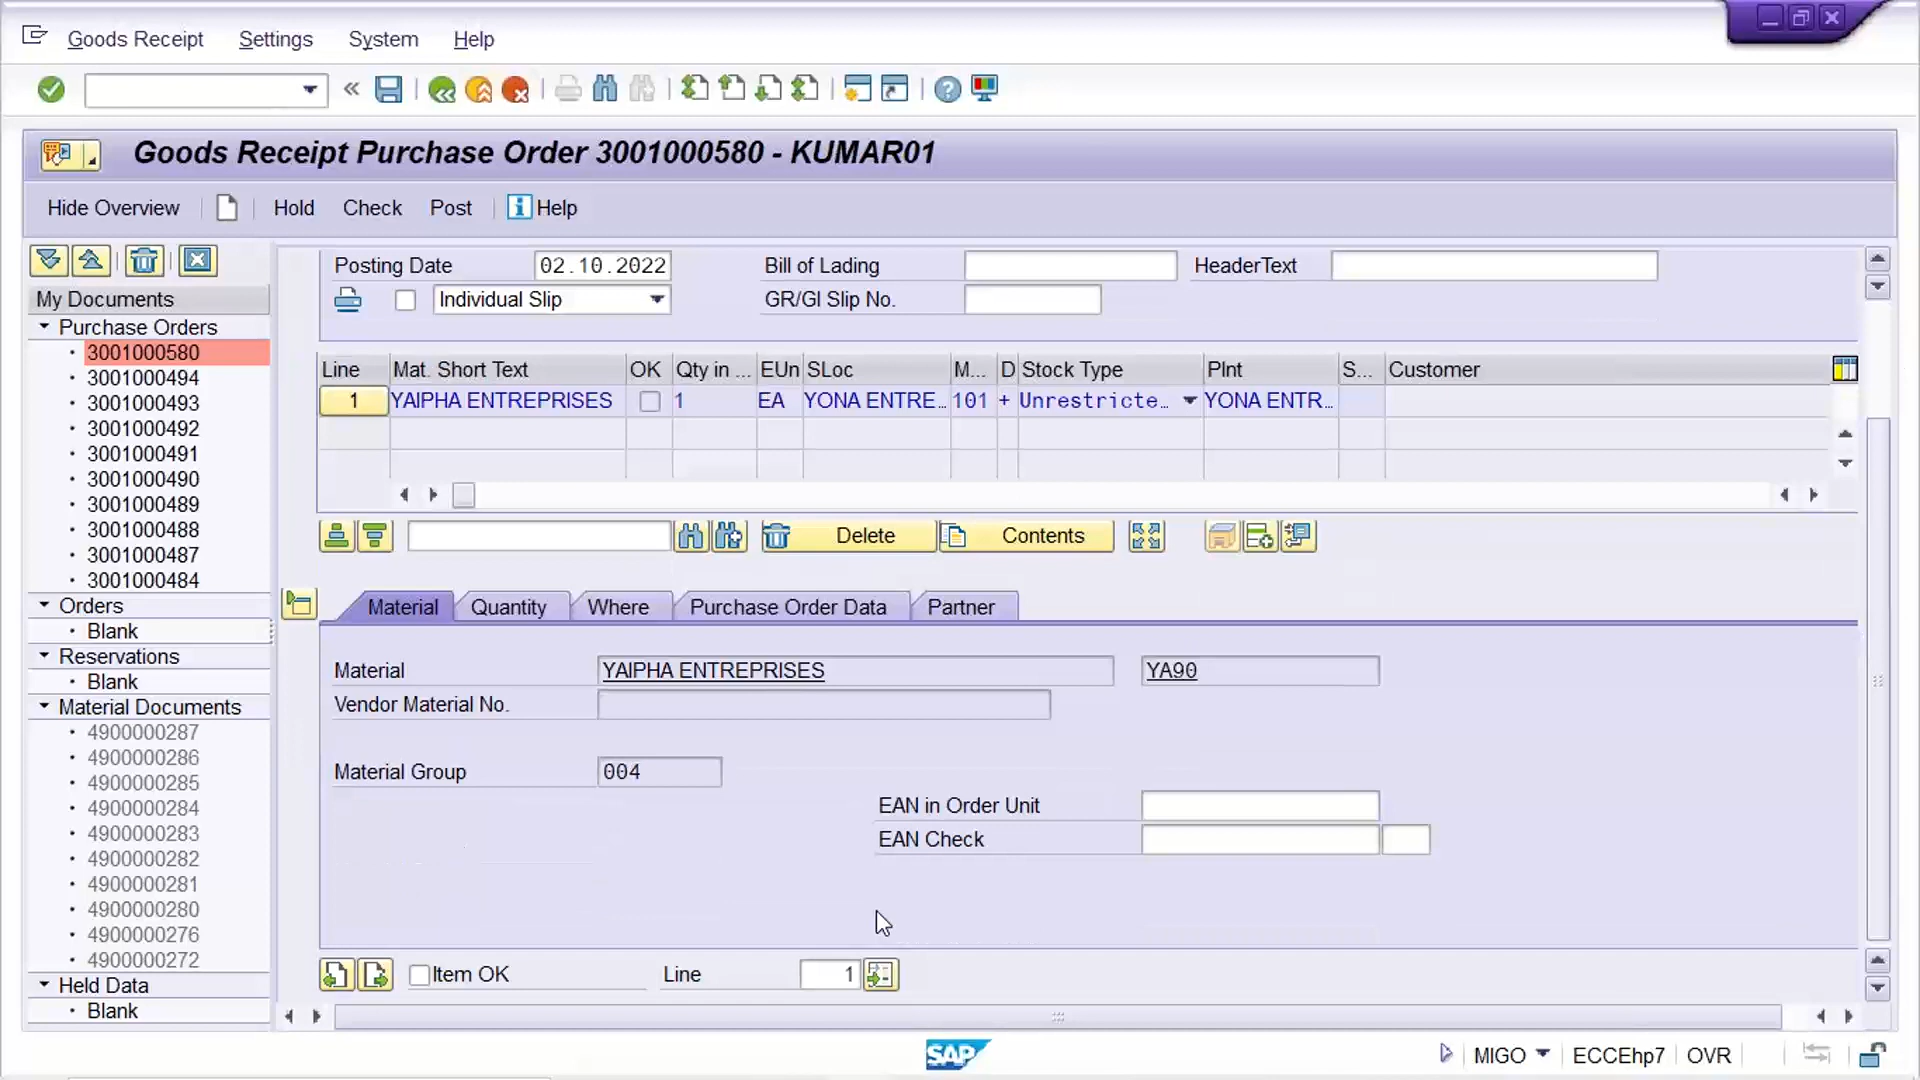 Goods Receipt Settings System Help
Goods Receipt Purchase Order 3001000580 - KUMAR01
Hide Overview Hold Check Post Help
My Documents
Purchase Orders
3001000580
3001000494
3001000493
3001000492
3001000491
3001000490
3001000489
3001000488
3001000487
3001000484
Orders
Blank
Reservations
Blank
Material Documents
4900000287
4900000286
4900000285
4900000284
4900000283
4900000282
4900000281
4900000280
4900000276
4900000272
Held Data
Blank
Posting Date 02.10.2022 Bill of Lading HeaderText
Individual Slip GR/GI Slip No.
Line Mat. Short Text OK Qty in ... EUn SLoc M... D Stock Type Plnt S... Customer
1 YAIPHA ENTREPRISES 1 EA YONA ENTRE... 101 + Unrestricte... YONA ENTR...
Delete Contents
Material Quantity Where Purchase Order Data Partner
Material YAIPHA ENTREPRISES YA90
Vendor Material No.
Material Group 004
EAN in Order Unit
EAN Check
Item OK Line 1
SAP MIGO ECCEhp7 OVR